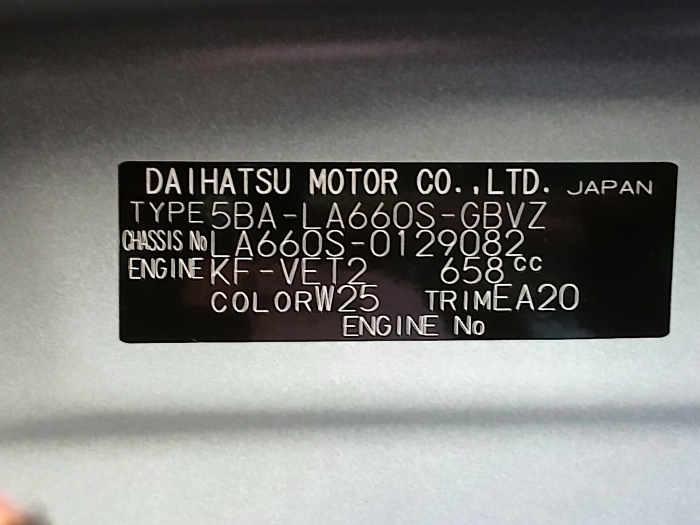 DAIHATSU MOTOR CO.,LTD. JAPAN
TYPE 5BA-LA660S-GBVZ
CHASSIS No LA660S-0129082
ENGINE KF-VET2 658cc
COLOR W25 TRIM EA20
ENGINE No